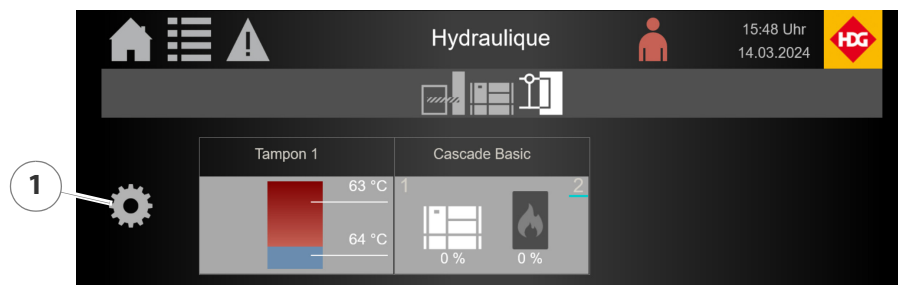 Hydraulique
15:48 Uhr
14.03.2024
HDG
1
Tampon 1
Cascade Basic
63 °C
64 °C
1
2
0 %
0 %